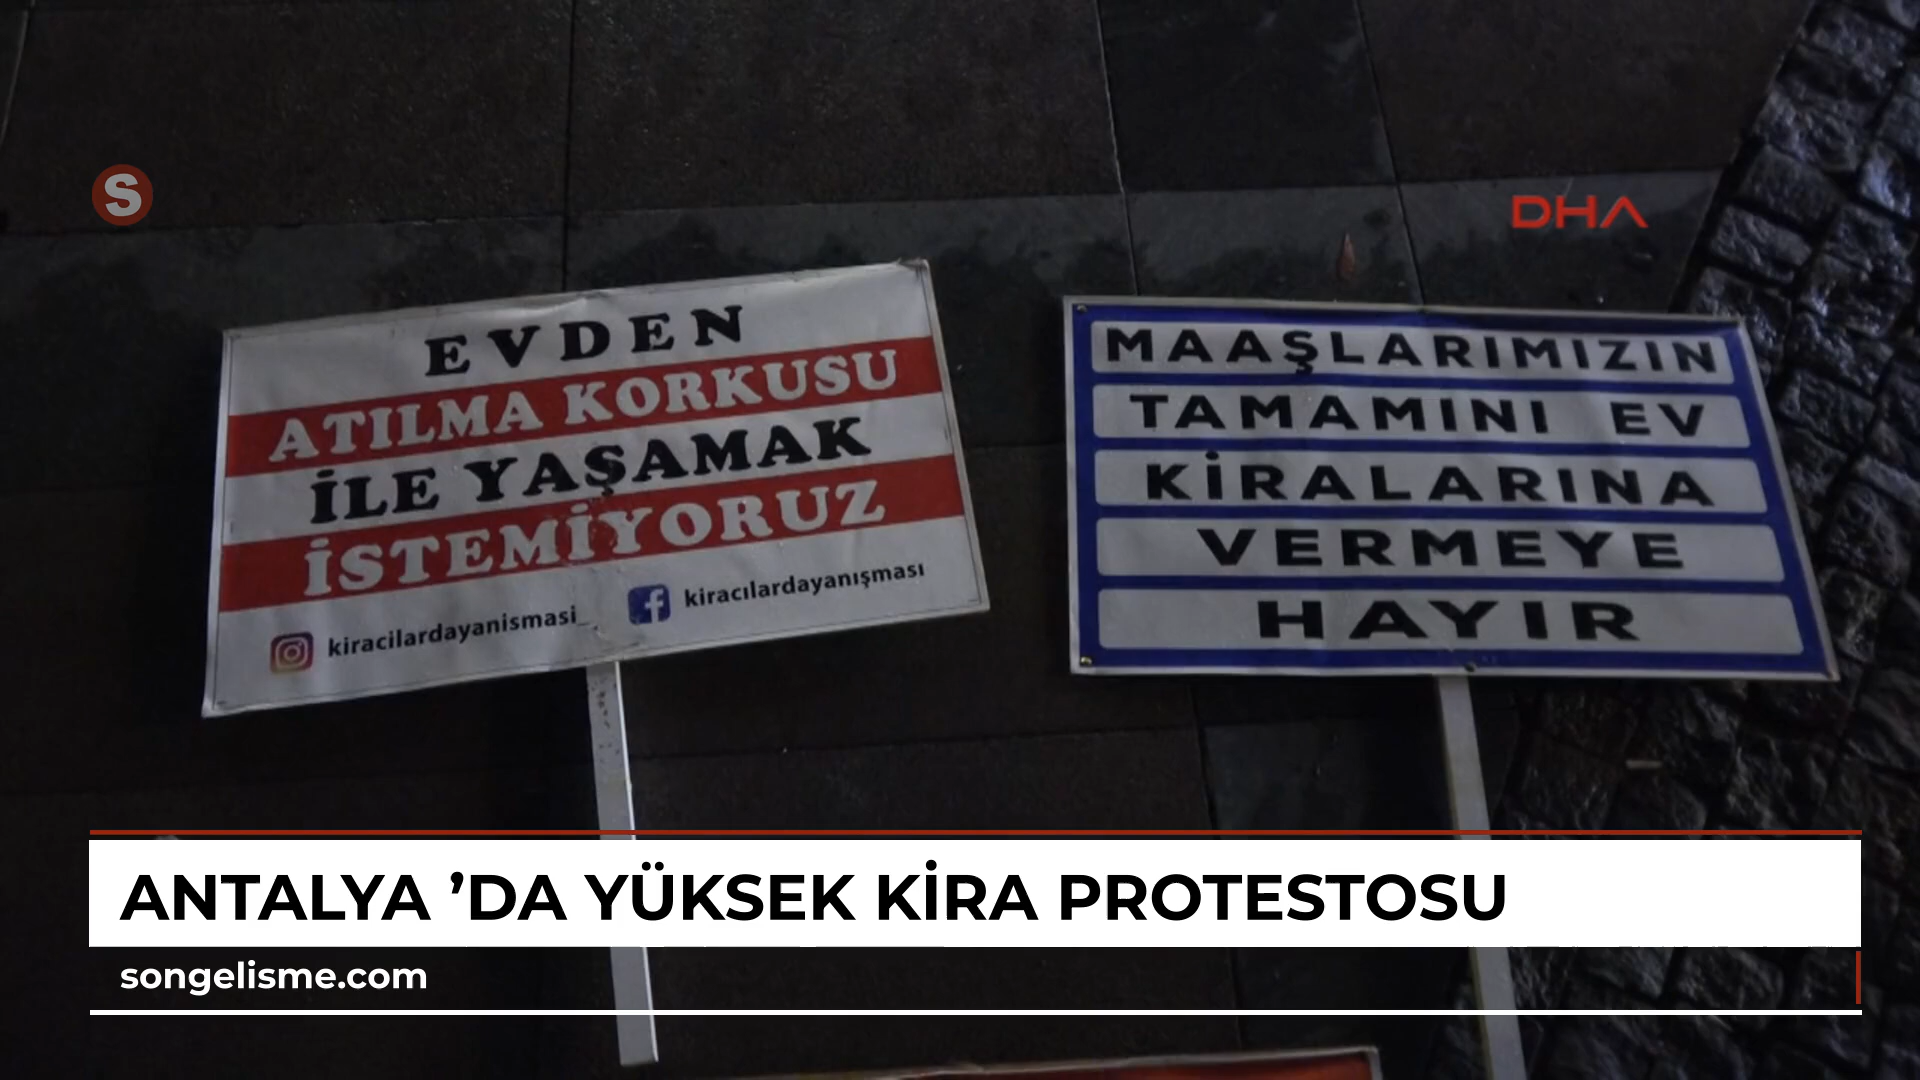 S
DHA
EVDEN
ATILMA KORKUSU
İLE YAŞAMAK
İSTEMİYORUZ
kiracilardayanismasi_
kiracılardayanışması
MAAŞLARIMIZIN
TAMAMINI EV
KİRALARINA
VERMEYE
HAYIR
ANTALYA ’DA YÜKSEK KİRA PROTESTOSU
songelisme.com